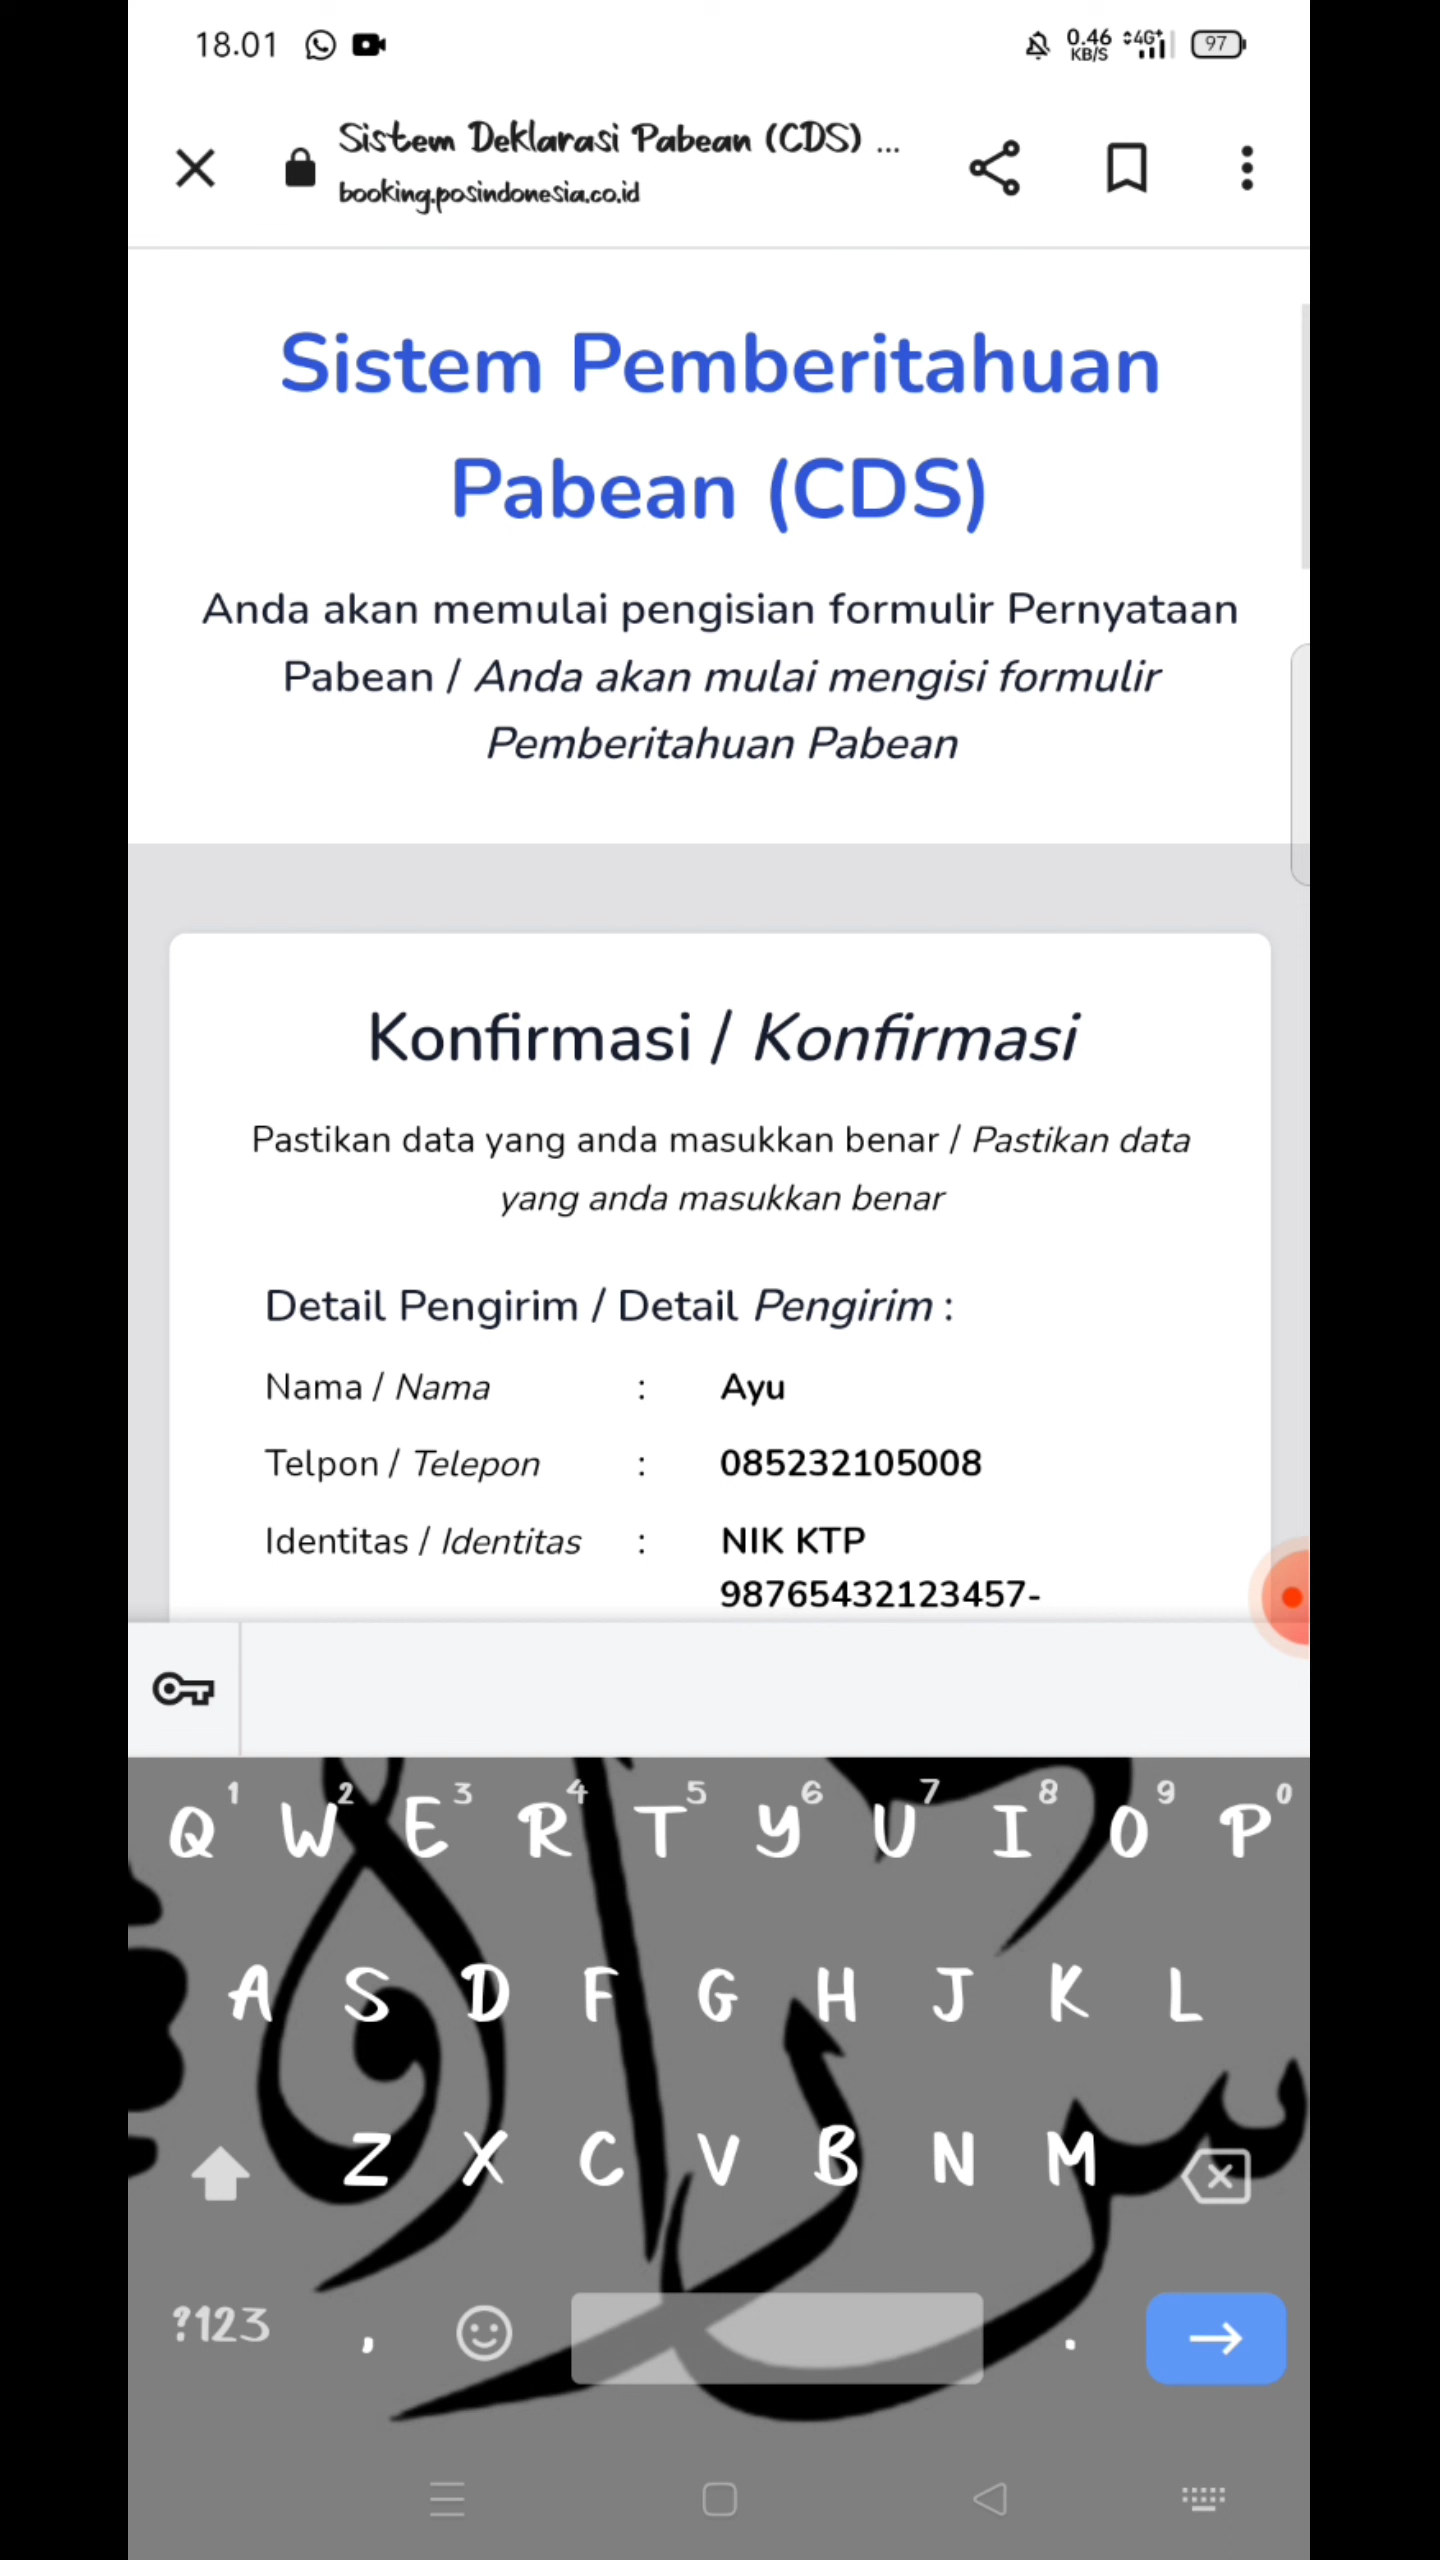 18.01
0.46
KB/S
4G+
97
Sistem Deklarasi Pabean (CDS) ...
booking.posindonesia.co.id
Sistem Pemberitahuan
Pabean (CDS)
Anda akan memulai pengisian formulir Pernyataan
Pabean / Anda akan mulai mengisi formulir
Pemberitahuan Pabean
Konfirmasi / Konfirmasi
Pastikan data yang anda masukkan benar / Pastikan data
yang anda masukkan benar
Detail Pengirim / Detail Pengirim :
Nama / Nama : Ayu
Telpon / Telepon : 085232105008
Identitas / Identitas : NIK KTP
98765432123457-
1 2 3 4 5 6 7 8 9 0
Q W E R T Y U I O P
A S D F G H J K L
Z X C V B N M
?123 , .